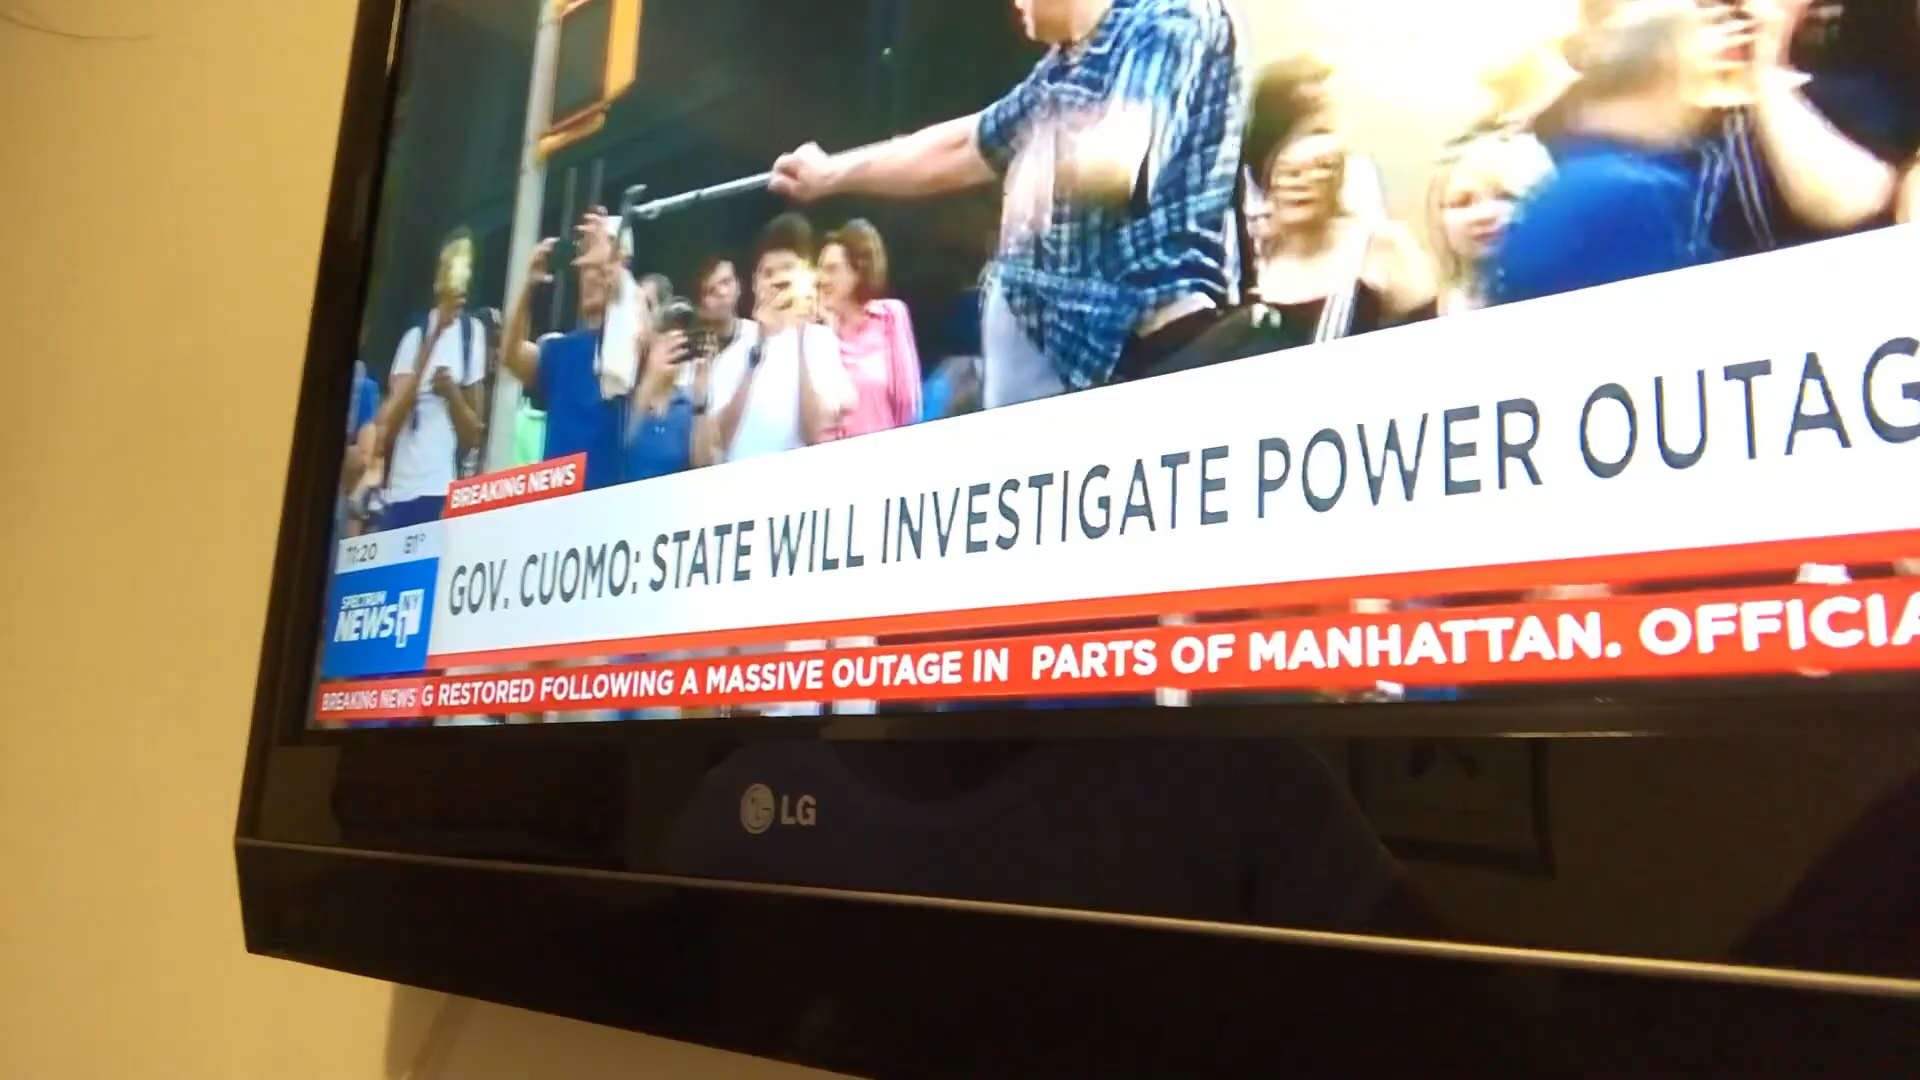 BREAKING NEWS
11:20 81°
GOV. CUOMO: STATE WILL INVESTIGATE POWER OUTAG
SPECTRUM
NEWS NY1
BREAKING NEWS G RESTORED FOLLOWING A MASSIVE OUTAGE IN PARTS OF MANHATTAN. OFFICIA
LG